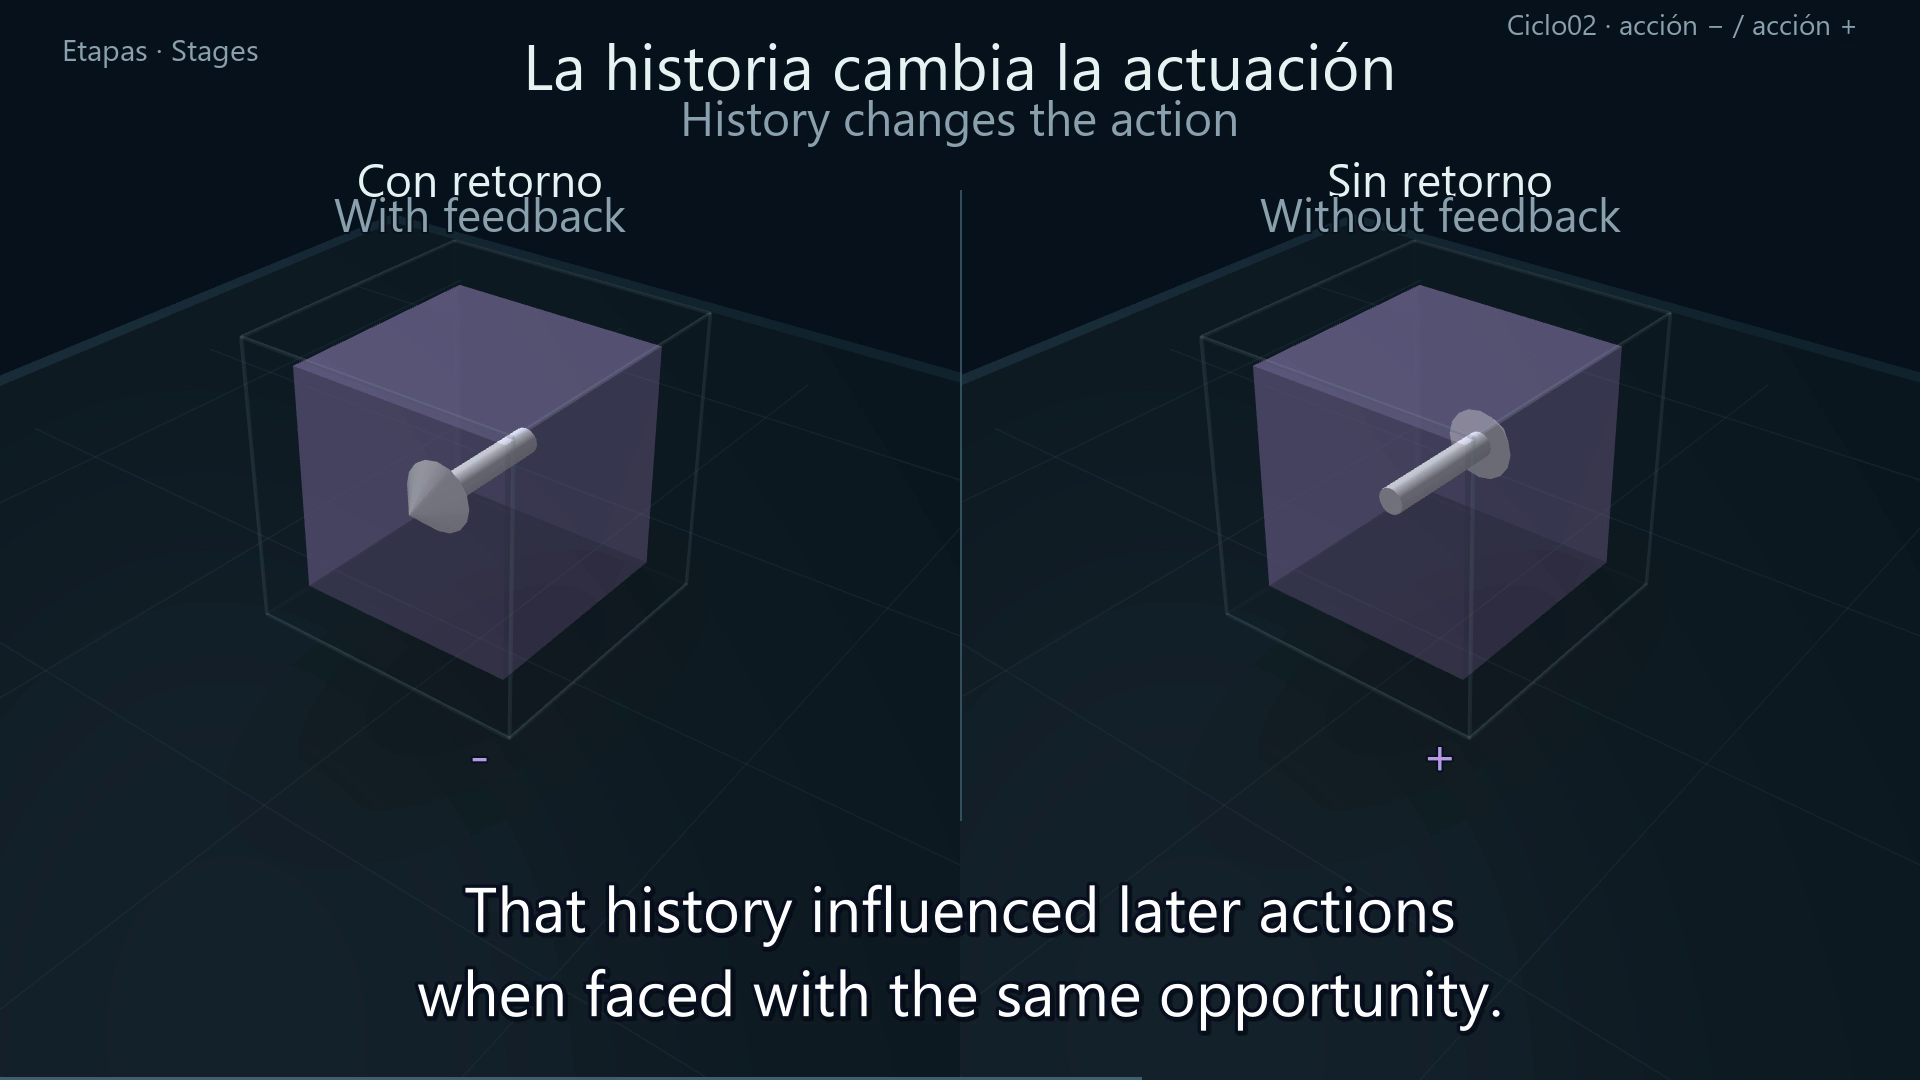 Etapas · Stages
Ciclo02 · acción − / acción +
La historia cambia la actuación
History changes the action
Con retorno
With feedback
Sin retorno
Without feedback
−
+
That history influenced later actions
when faced with the same opportunity.